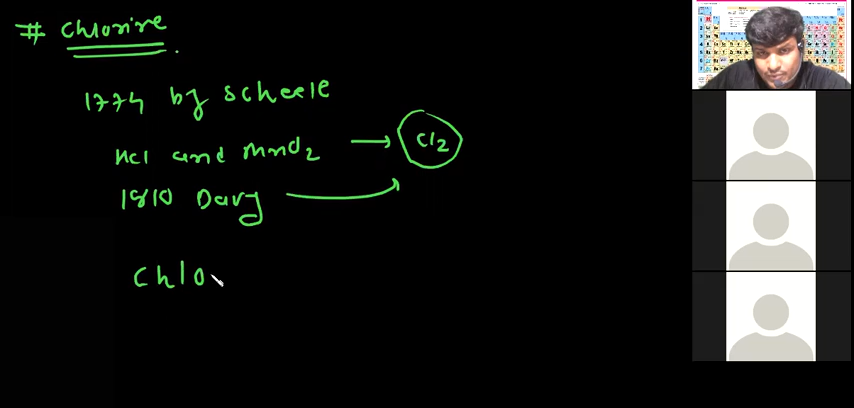 # Chlorine
1774 by scheele
HCl and MnO2 → Cl2
1810 Davy
Chlo